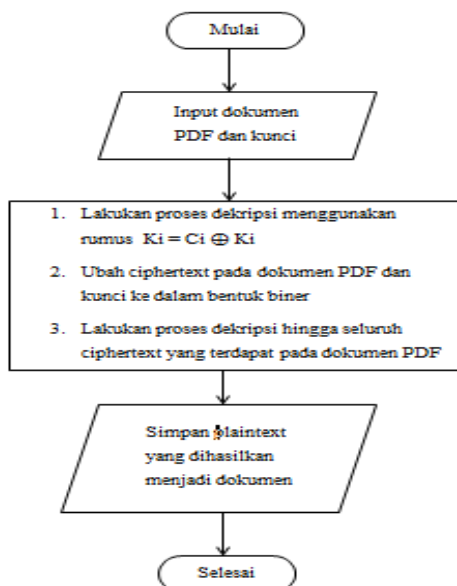 Mulai
Input dokumen
PDF dan kunci
1. Lakukan proses dekripsi menggunakan
rumus Ki = Ci ⊕ Ki
2. Ubah ciphertext pada dokumen PDF dan
kunci ke dalam bentuk biner
3. Lakukan proses dekripsi hingga seluruh
ciphertext yang terdapat pada dokumen PDF
Simpan plaintext
yang dihasilkan
menjadi dokumen
Selesai